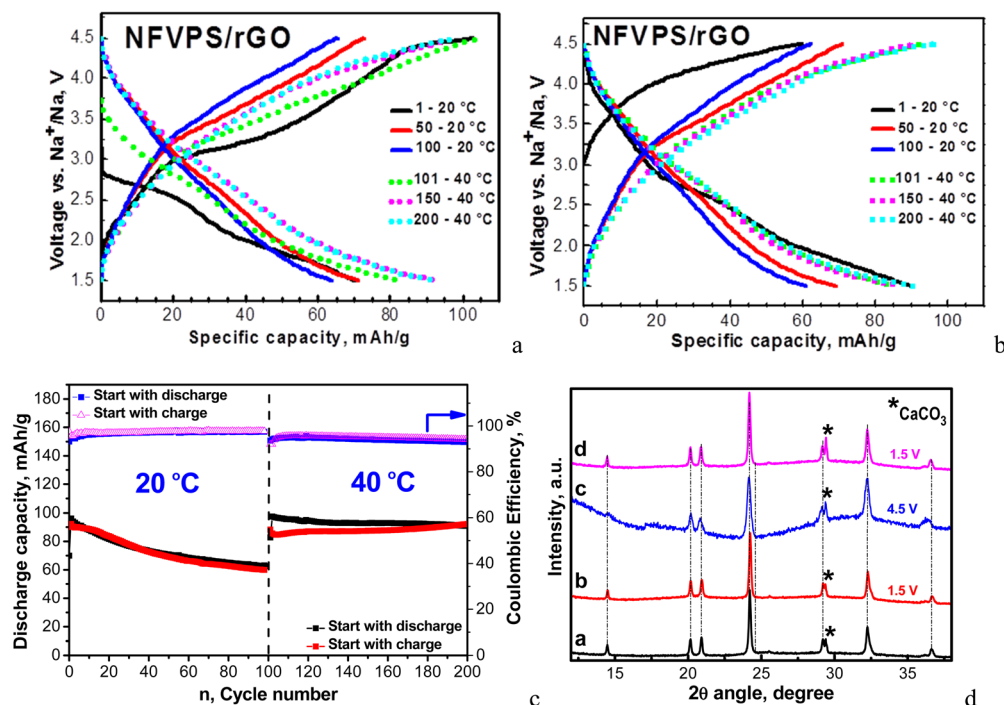 NFVPS/rGO
Voltage vs. Na⁺/Na, V
4.5
4.0
3.5
3.0
2.5
2.0
1.5
1 - 20 °C
50 - 20 °C
100 - 20 °C
101 - 40 °C
150 - 40 °C
200 - 40 °C
0 20 40 60 80 100
Specific capacity, mAh/g
a
NFVPS/rGO
Voltage vs. Na⁺/Na, V
4.5
4.0
3.5
3.0
2.5
2.0
1.5
1 - 20 °C
50 - 20 °C
100 - 20 °C
101 - 40 °C
150 - 40 °C
200 - 40 °C
0 20 40 60 80 100
Specific capacity, mAh/g
b
Discharge capacity, mAh/g
180
160
140
120
100
80
60
40
20
0
Start with discharge
Start with charge
20 °C
40 °C
Start with discharge
Start with charge
100
80
60
40
20
0
Coulombic Efficiency, %
0 20 40 60 80 100 120 140 160 180 200
n, Cycle number
c
Intensity, a.u.
*CaCO₃
d * 1.5 V
c * 4.5 V
b * 1.5 V
a *
15 20 25 30 35
2θ angle, degree
d